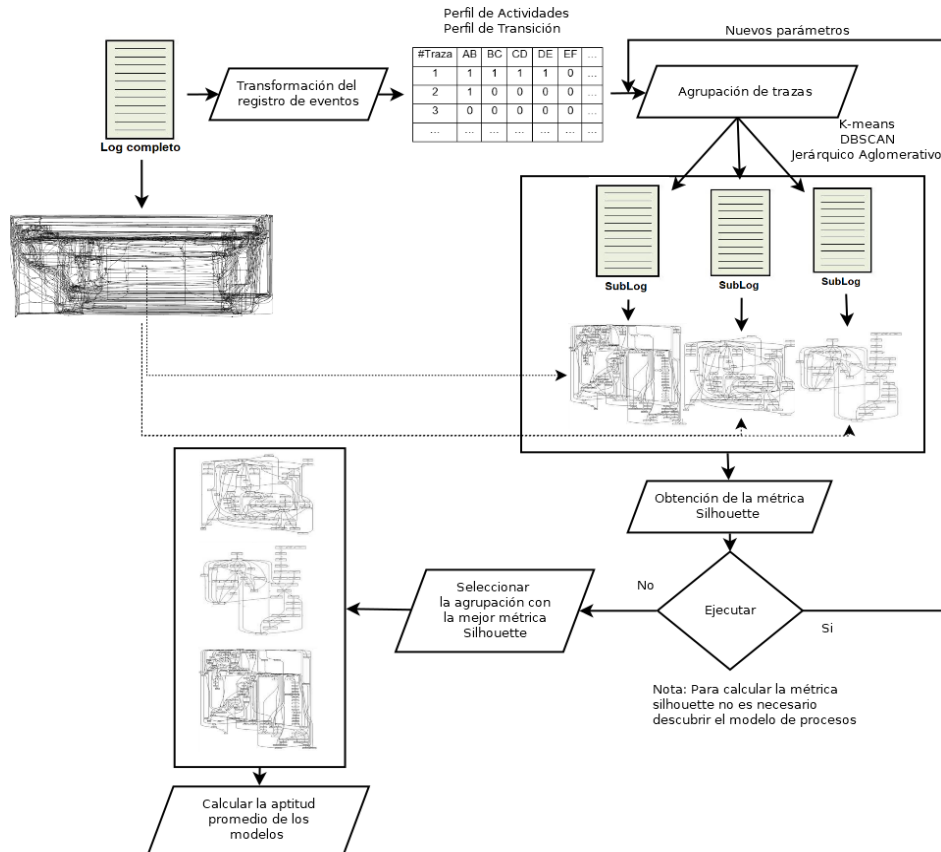 Perfil de Actividades
Perfil de Transición
Nuevos parámetros
#Traza AB BC CD DE EF ...
1 1 1 1 1 0 ...
2 1 0 0 0 0 ...
3 0 0 0 0 0 ...
... ... ... ... ... ... ...
Transformación del
registro de eventos
Agrupación de trazas
Log completo
K-means
DBSCAN
Jerárquico Aglomerativo
SubLog
SubLog
SubLog
Obtención de la métrica
Silhouette
Ejecutar
No
Si
Seleccionar
la agrupación con
la mejor métrica
Silhouette
Nota: Para calcular la métrica
silhouette no es necesario
descubrir el modelo de procesos
Calcular la aptitud
promedio de los
modelos